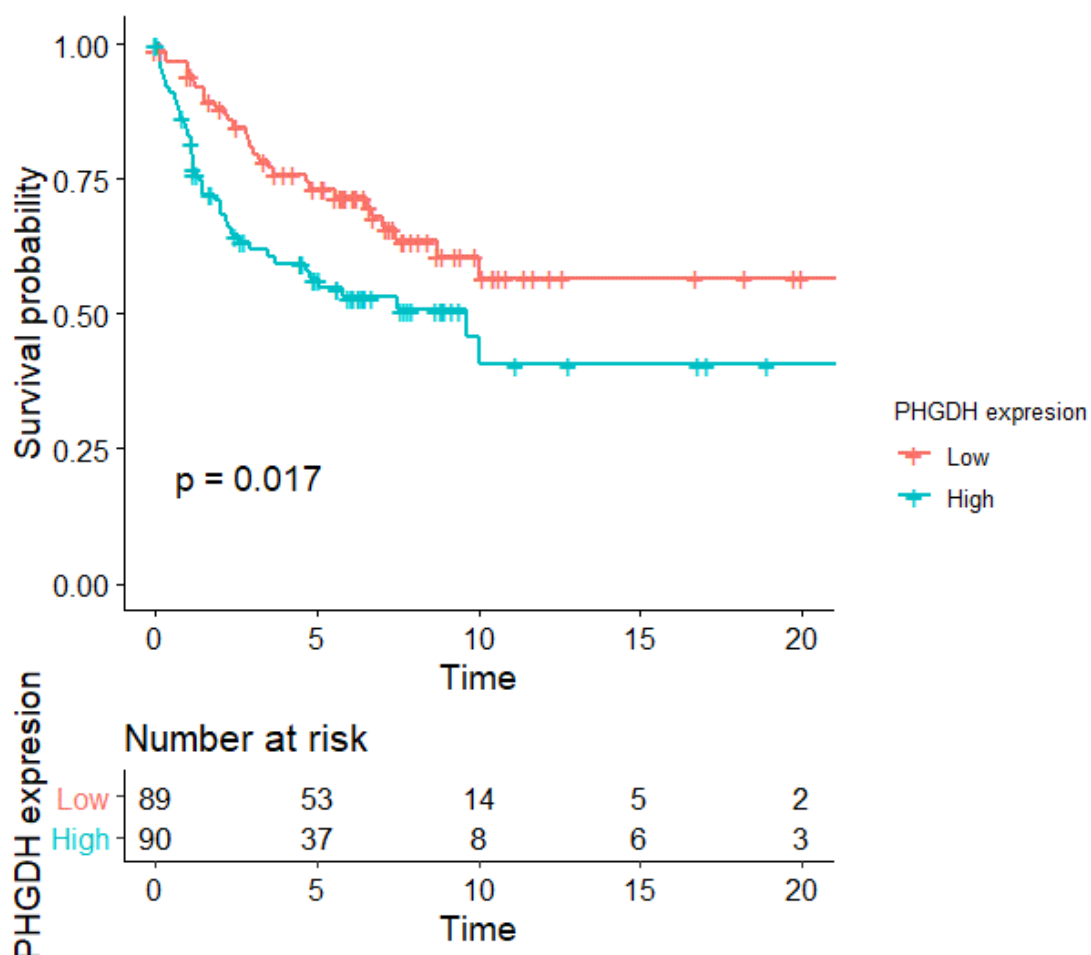 Survival probability
1.00
0.75
0.50
0.25
0.00
p = 0.017
0 5 10 15 20
Time
PHGDH expresion
Low
High
Number at risk
PHGDH expresion
Low 89 53 14 5 2
High 90 37 8 6 3
0 5 10 15 20
Time